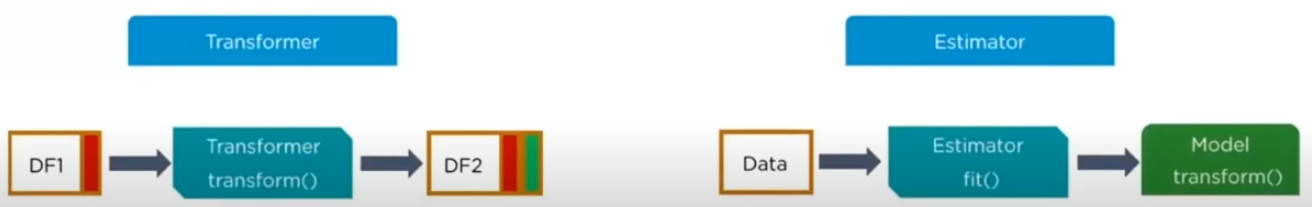 Transformer
Estimator
DF1
Transformer
transform()
DF2
Data
Estimator
fit()
Model
transform()